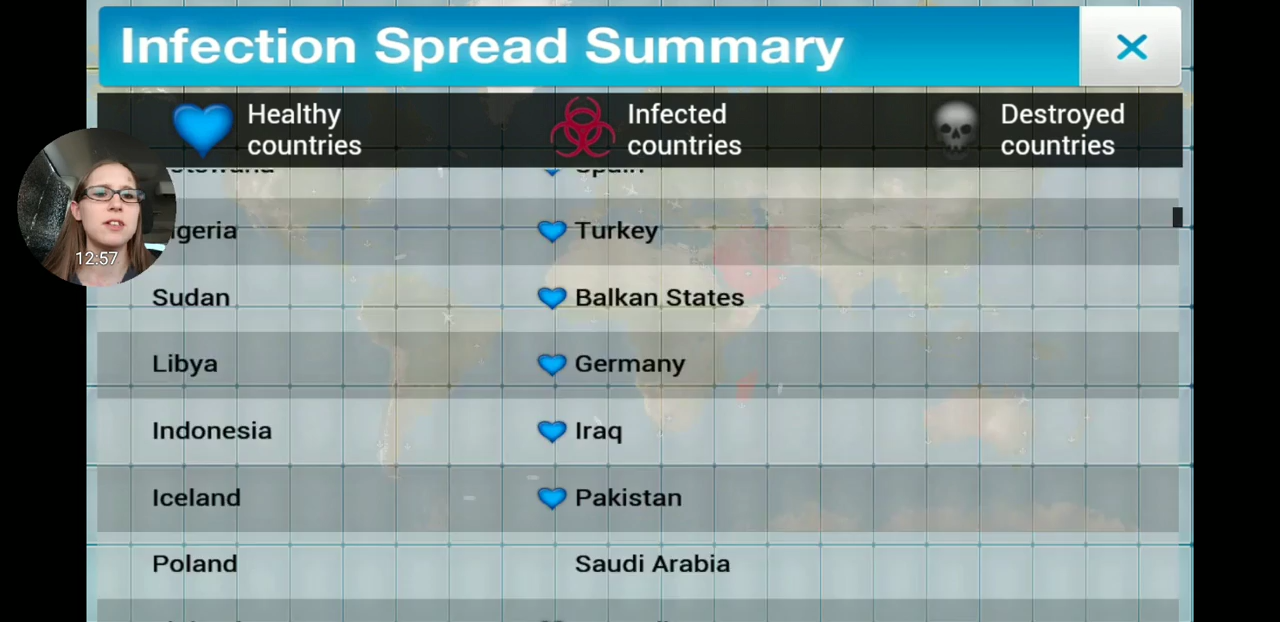 Infection Spread Summary
Healthy
countries
Infected
countries
Destroyed
countries
Spain
Turkey
Sudan
Balkan States
Libya
Germany
Indonesia
Iraq
Iceland
Pakistan
Poland
Saudi Arabia
12:57